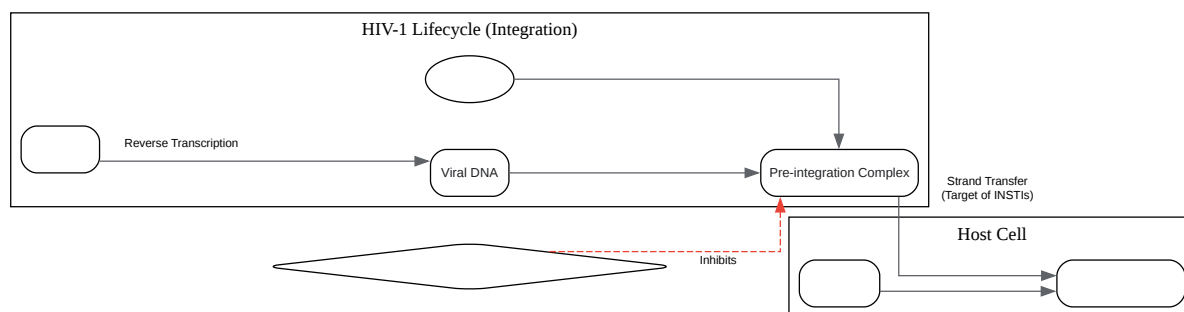 HIV-1 Lifecycle (Integration)
Reverse Transcription
Viral DNA
Pre-integration Complex
Strand Transfer
(Target of INSTIs)
Inhibits
Host Cell